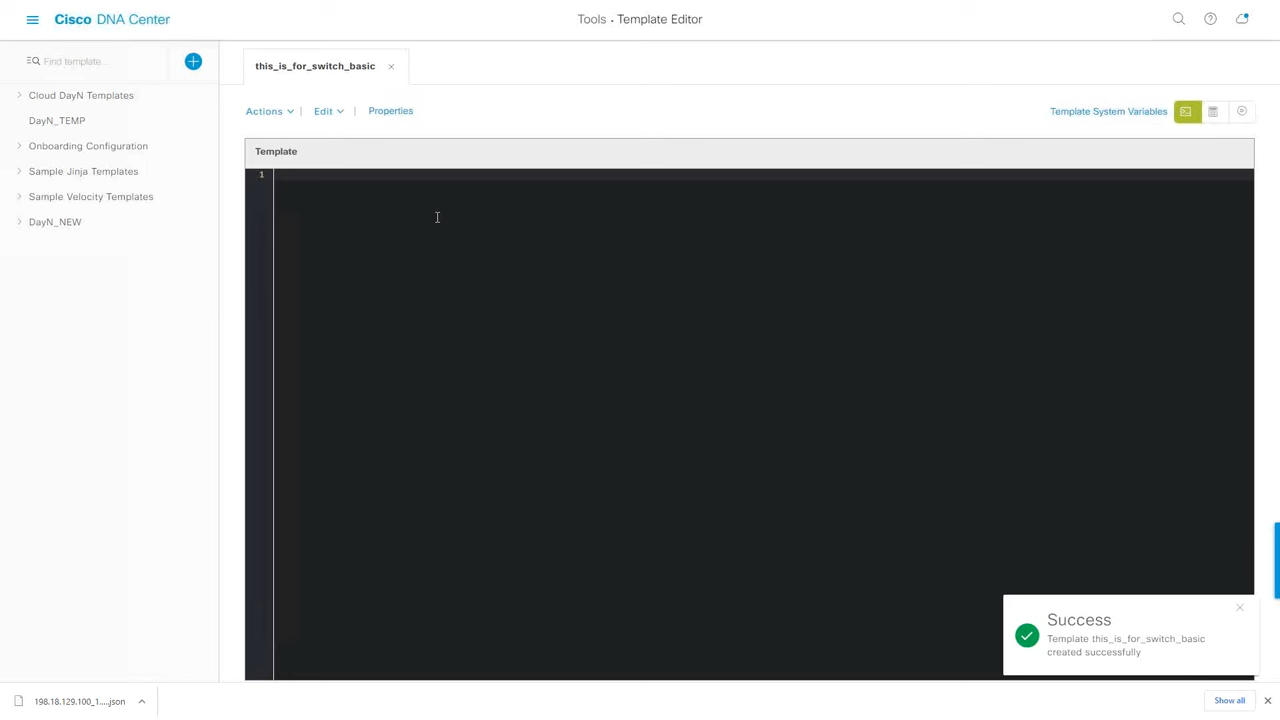 Cisco DNA Center
Tools · Template Editor
Find template...
this_is_for_switch_basic
Cloud DayN Templates
DayN_TEMP
Onboarding Configuration
Sample Jinja Templates
Sample Velocity Templates
DayN_NEW
Actions
Edit
Properties
Template System Variables
Template
1
Success
Template this_is_for_switch_basic
created successfully
198.18.129.100_1....json
Show all